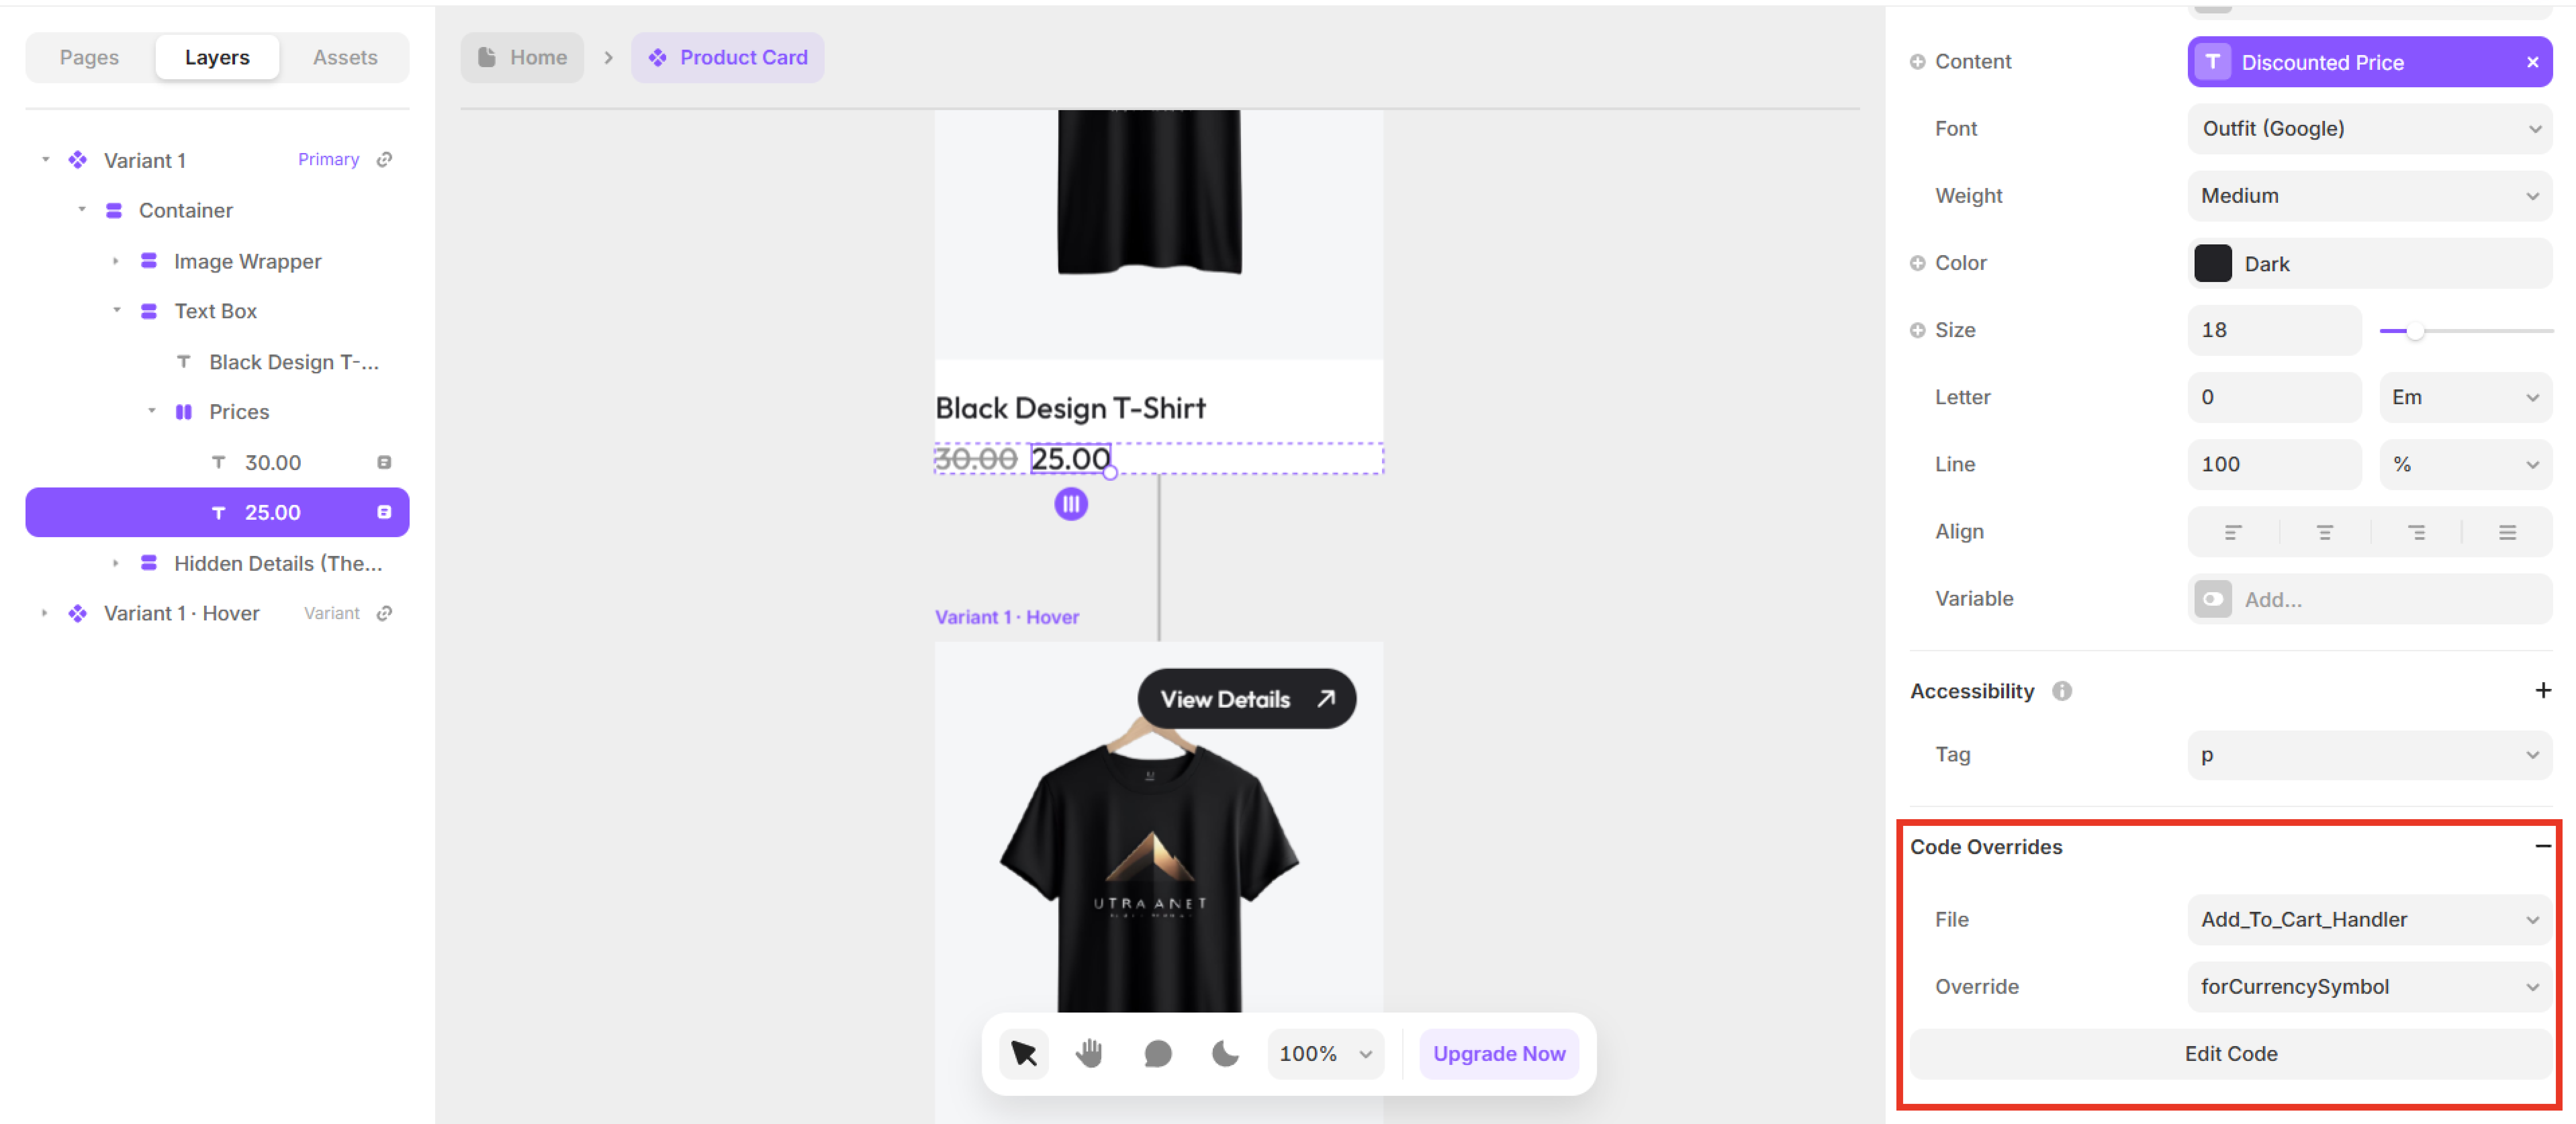 Pages
Layers
Assets
Variant 1
Primary
Container
Image Wrapper
Text Box
Black Design T-...
Prices
30.00
25.00
Hidden Details (The...
Variant 1 · Hover
Variant
Home
Product Card
Black Design T-Shirt
30.00 25.00
Variant 1 · Hover
View Details
UTRA ANET
100%
Upgrade Now
Content
Discounted Price
Font
Outfit (Google)
Weight
Medium
Color
Dark
Size
18
Letter
0
Em
Line
100
%
Align
Variable
Add...
Accessibility
Tag
p
Code Overrides
File
Add_To_Cart_Handler
Override
forCurrencySymbol
Edit Code